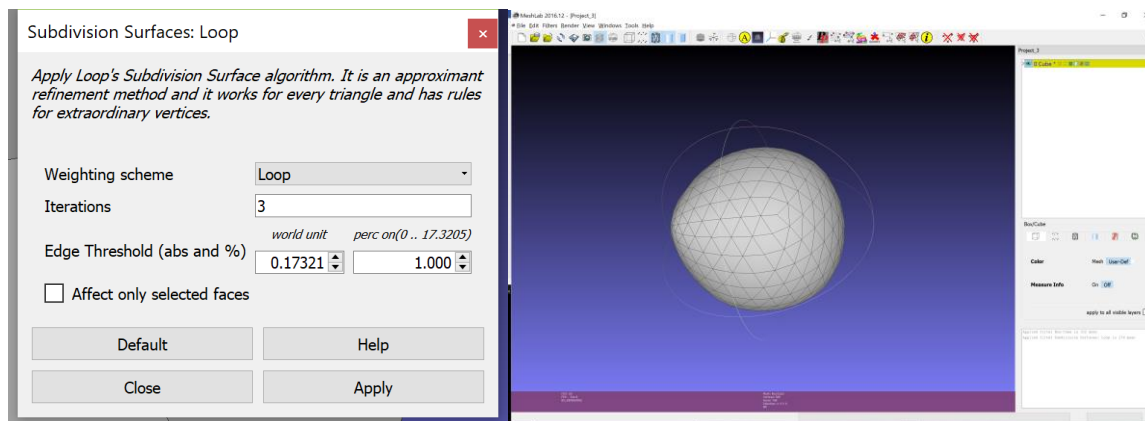 Subdivision Surfaces: Loop
Apply Loop's Subdivision Surface algorithm. It is an approximant
refinement method and it works for every triangle and has rules
for extraordinary vertices.
Weighting scheme
Loop
Iterations
3
world unit
perc on(0 .. 17.3205)
Edge Threshold (abs and %)
0.17321
1.000
Affect only selected faces
Default
Help
Close
Apply
MeshLab 2016.12 - [Project_3]
File Edit Filters Render View Windows Tools Help
Project_3
0 Cube *
Box/Cube
Color
Mesh
User-Def
Measure Info
On
Off
apply to all visible layers